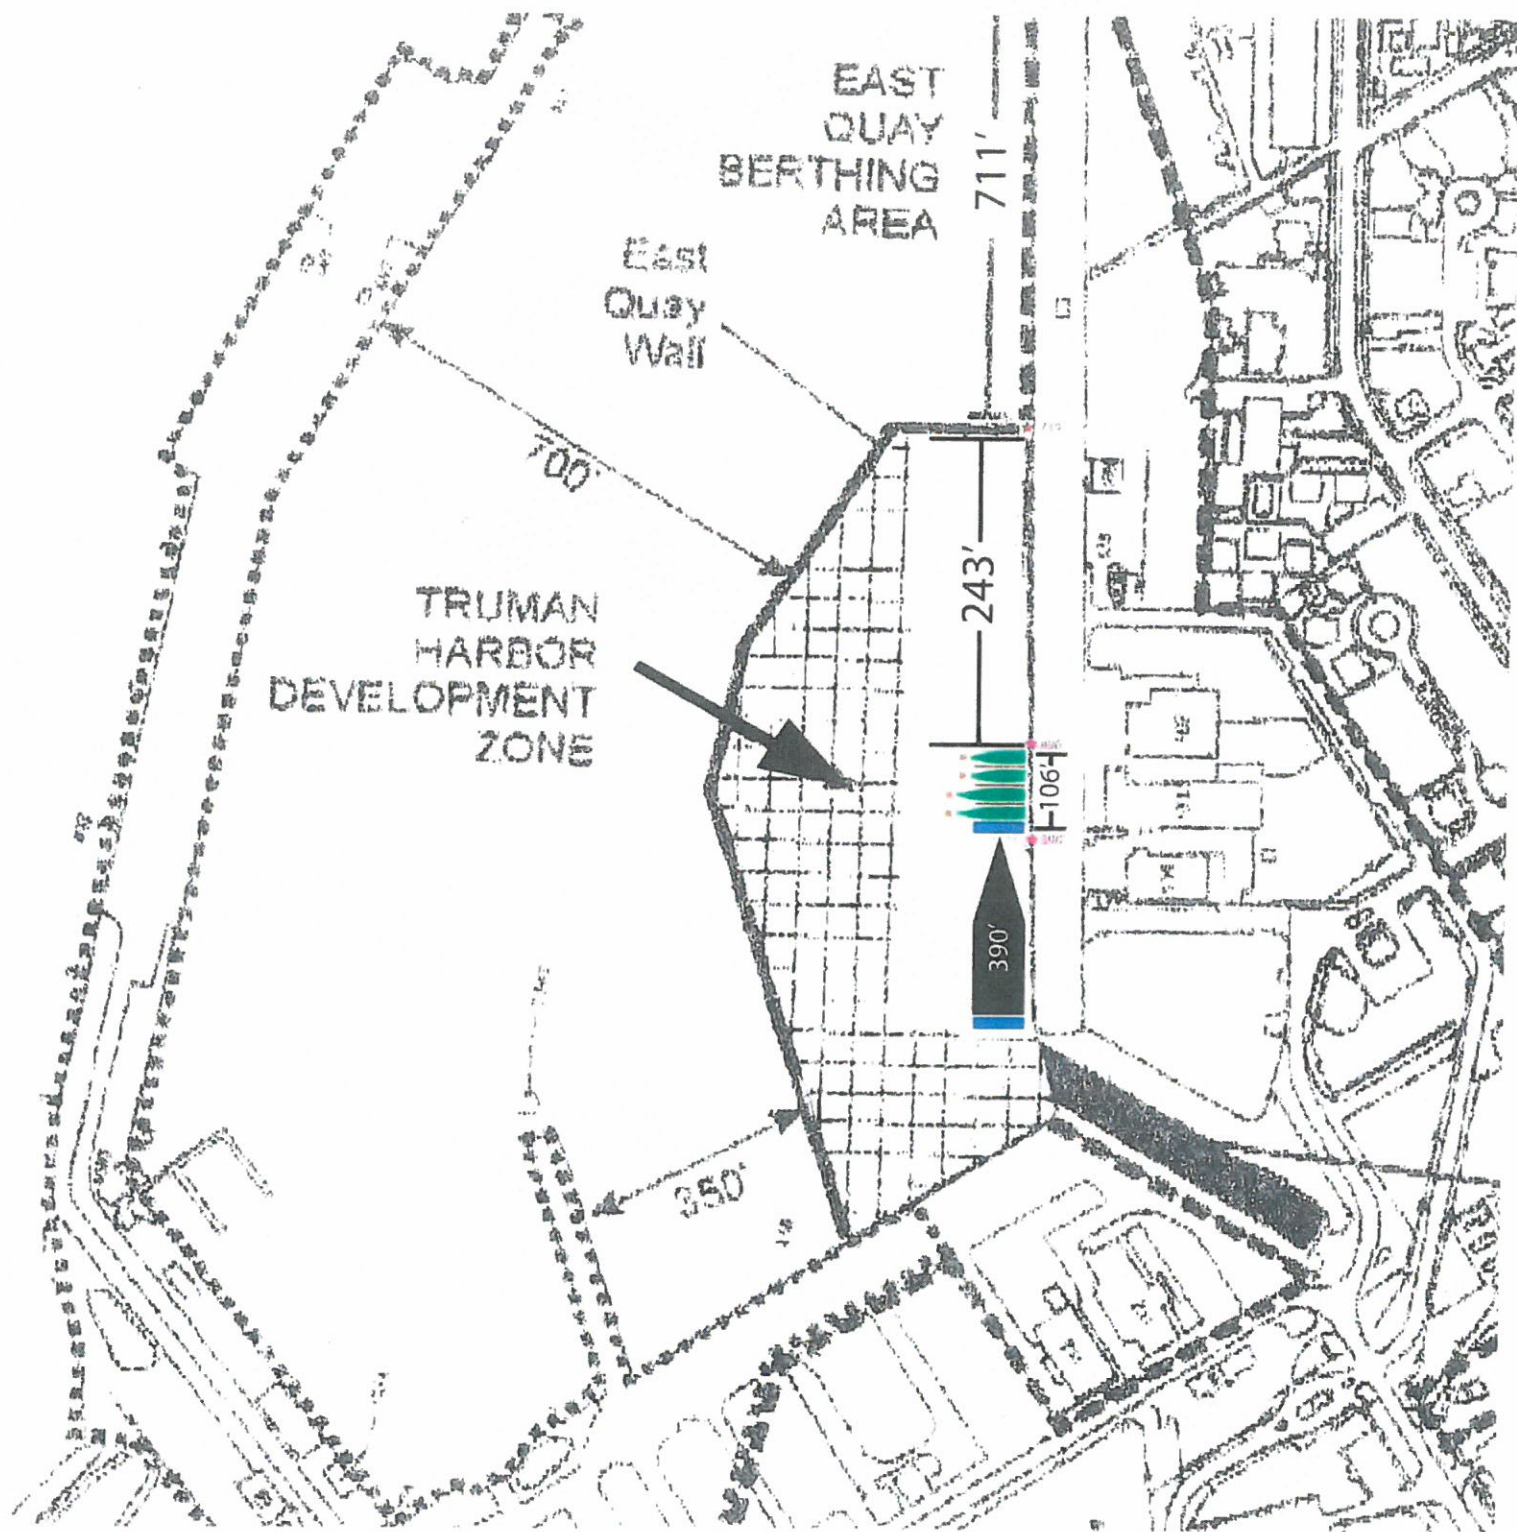 EAST
QUAY
BERTHING
AREA
711'
East
Quay
Wall
700'
243'
TRUMAN
HARBOR
DEVELOPMENT
ZONE
106'
390'
350'